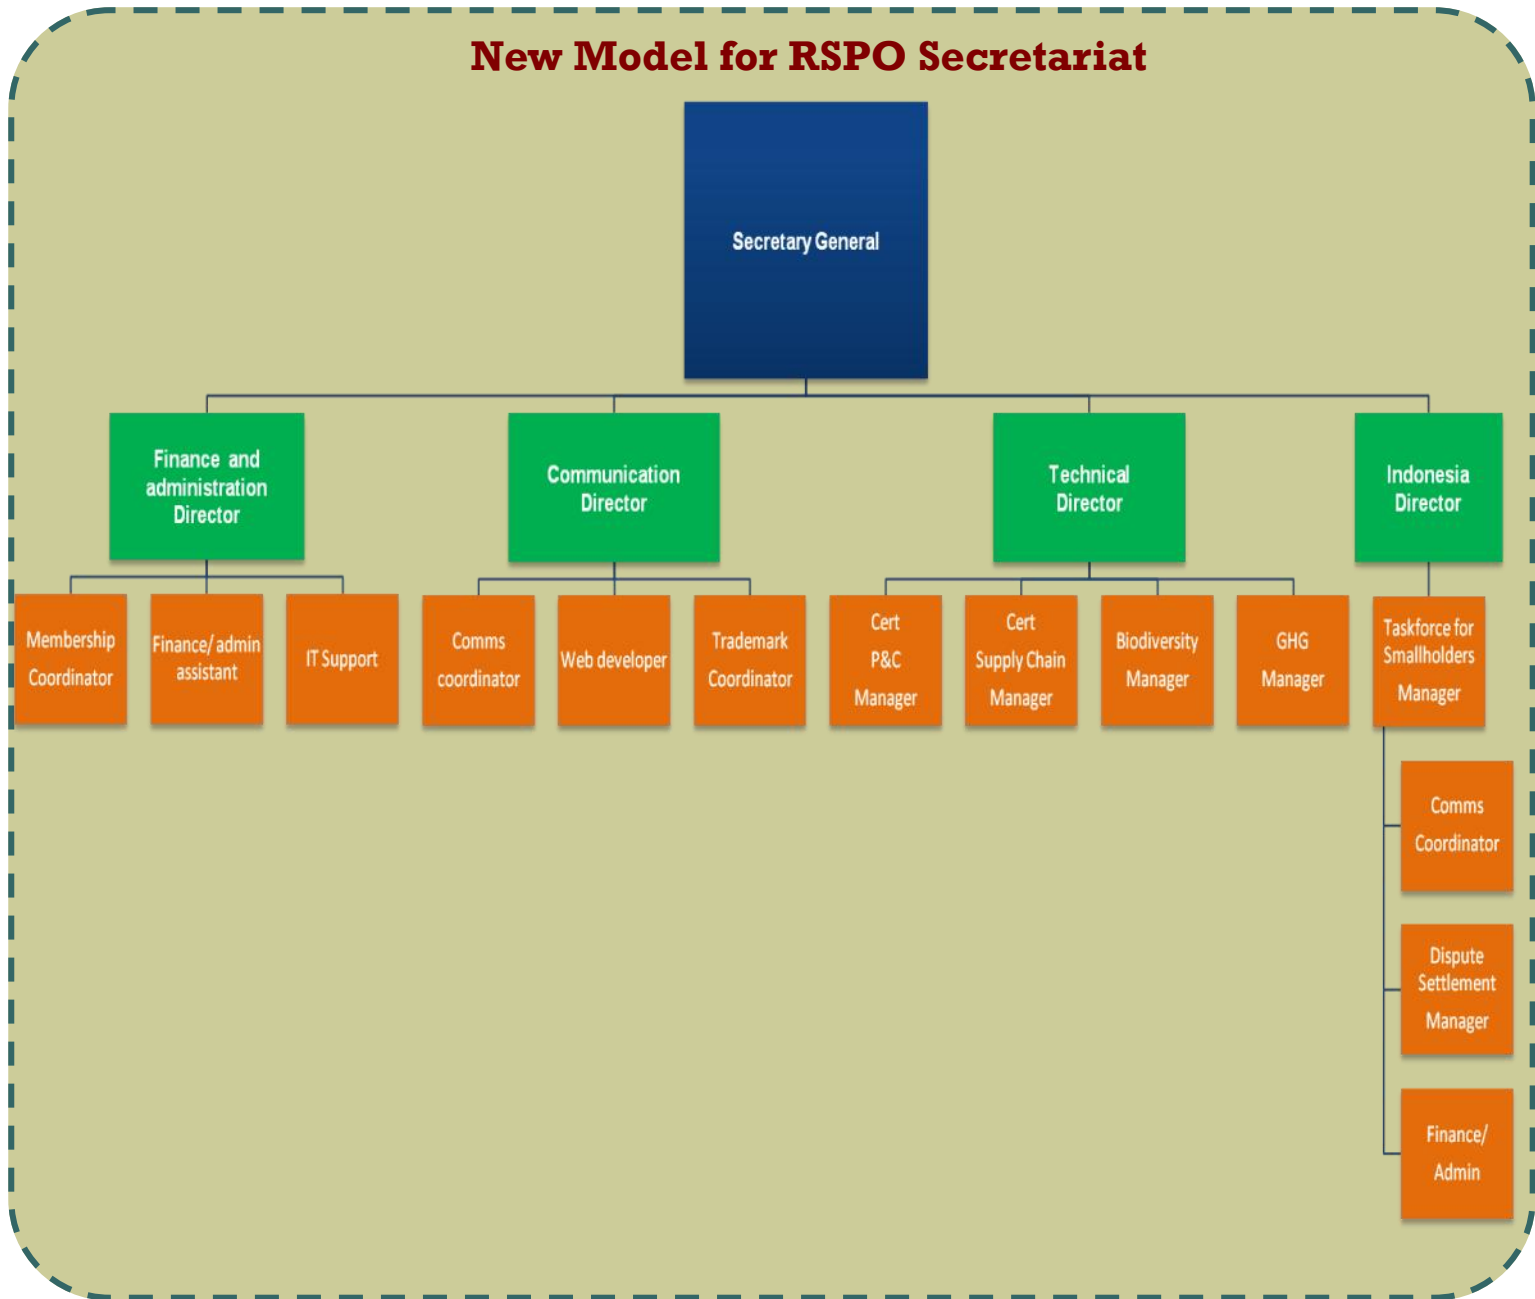 New Model for RSPO Secretariat
Secretary General
Finance and
administration
Director
Communication
Director
Technical
Director
Indonesia
Director
Membership
Coordinator
Finance/ admin
assistant
IT Support
Comms
coordinator
Web developer
Trademark
Coordinator
Cert
P&C
Manager
Cert
Supply Chain
Manager
Biodiversity
Manager
GHG
Manager
Taskforce for
Smallholders
Manager
Comms
Coordinator
Dispute
Settlement
Manager
Finance/
Admin